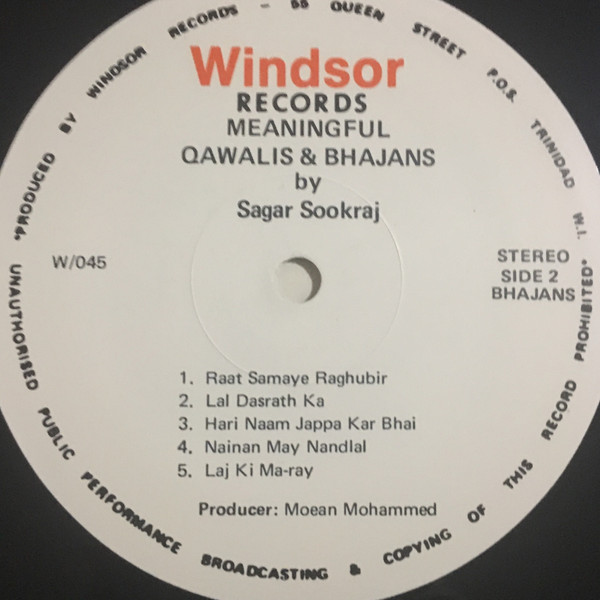 *PRODUCED BY WINDSOR RECORDS - 55 QUEEN STREET P.O.S. TRINIDAD W.I.
Windsor
RECORDS
MEANINGFUL
QAWALIS & BHAJANS
by
Sagar Sookraj
W/045
STEREO
SIDE 2
BHAJANS
1. Raat Samaye Raghubir
2. Lal Dasrath Ka
3. Hari Naam Jappa Kar Bhai
4. Nainan May Nandlal
5. Laj Ki Ma-ray
Producer: Moean Mohammed
UNAUTHORISED PUBLIC PERFORMANCE BROADCASTING & COPYING OF THIS RECORD PROHIBITED*